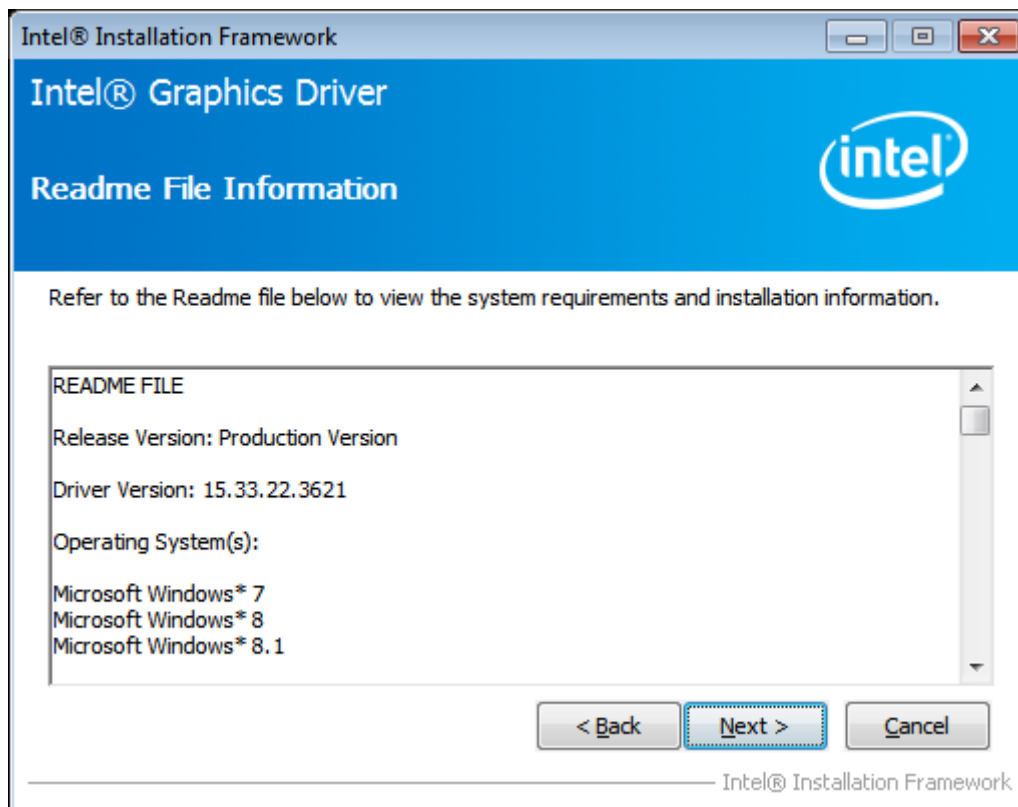 Intel® Installation Framework
Intel® Graphics Driver
intel®
Readme File Information
Refer to the Readme file below to view the system requirements and installation information.
README FILE
Release Version: Production Version
Driver Version: 15.33.22.3621
Operating System(s):
Microsoft Windows* 7
Microsoft Windows* 8
Microsoft Windows* 8.1
< Back Next > Cancel
Intel® Installation Framework